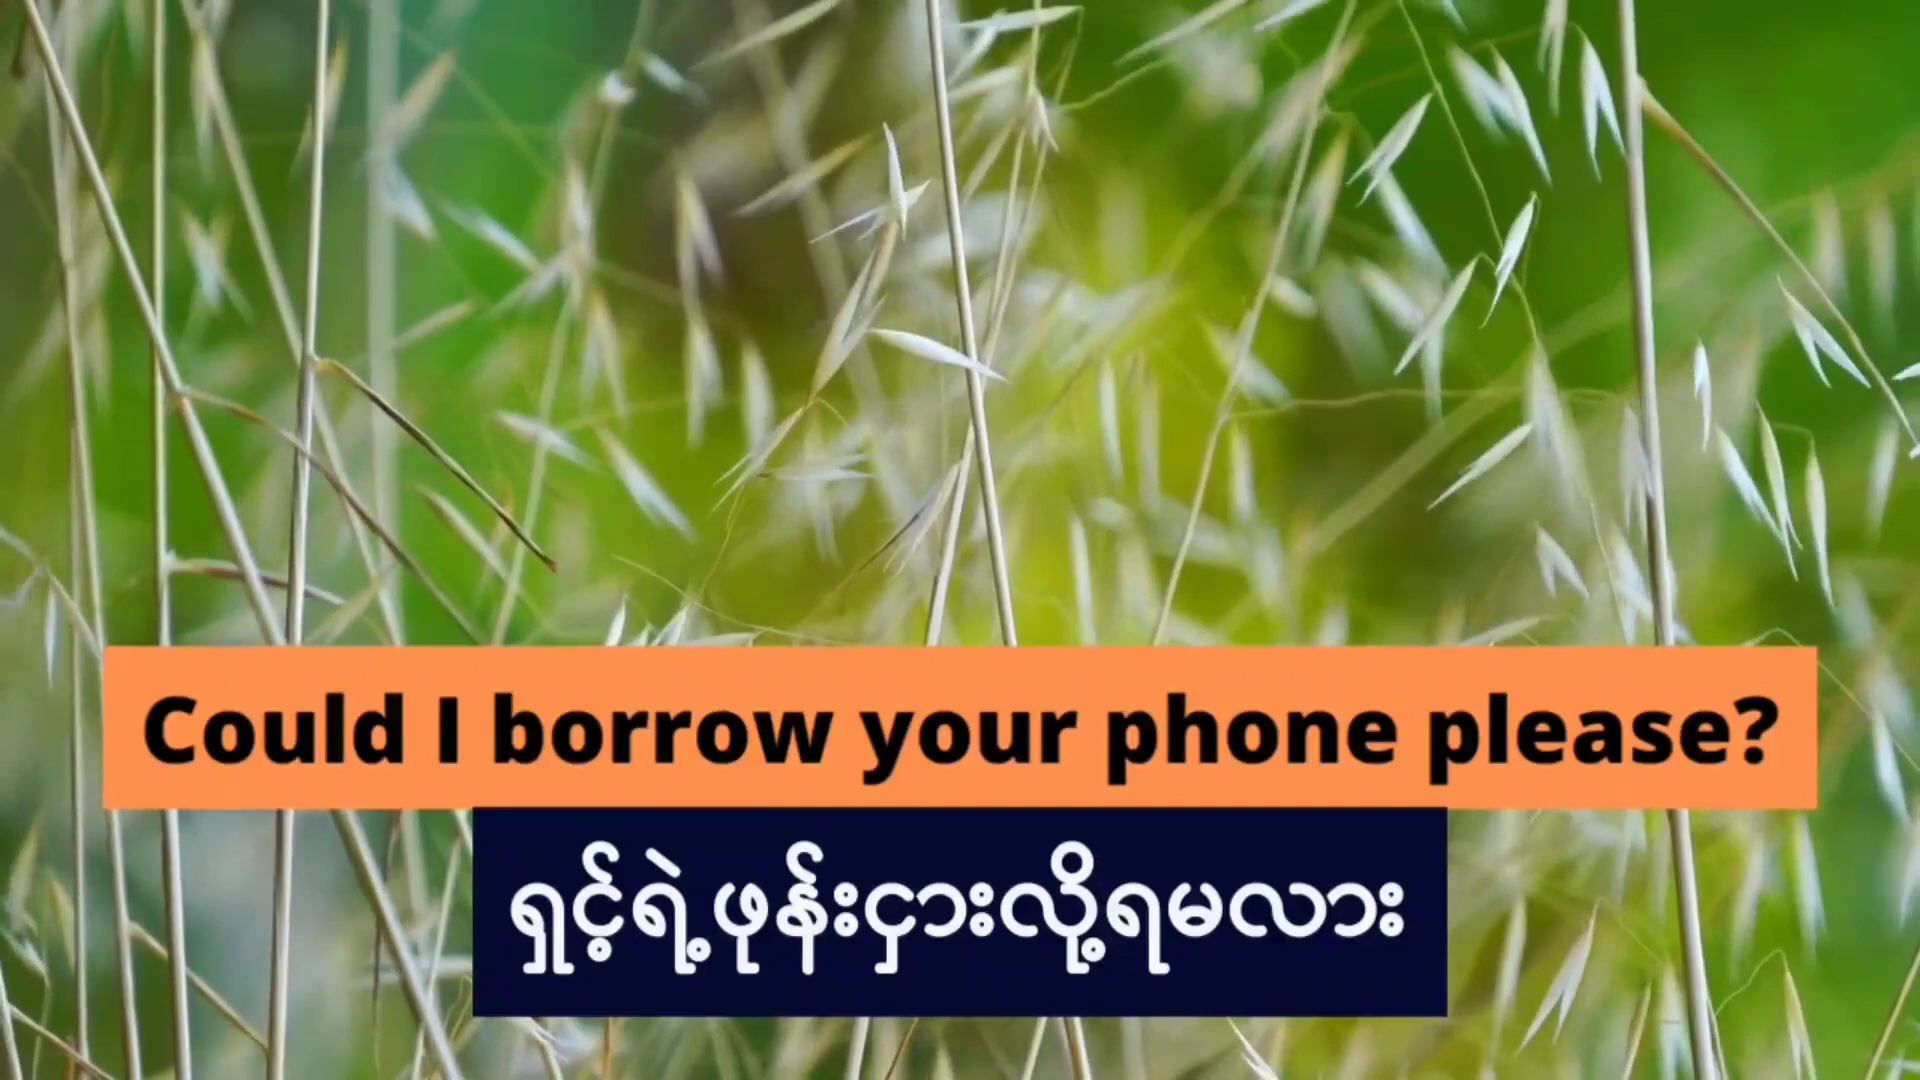 Could I borrow your phone please?
ရှင့်ရဲ့ဖုန်းငှားလို့ရမလား